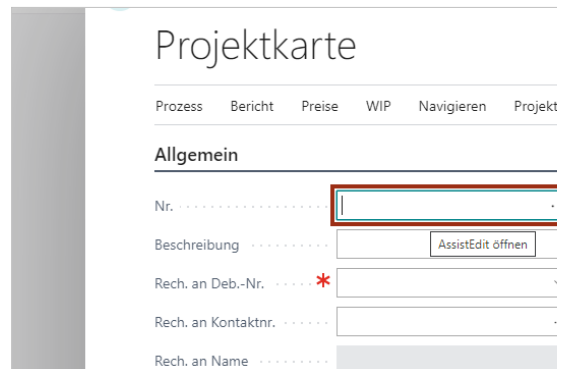 Projektkarte
Prozess Bericht Preise WIP Navigieren Projekt
Allgemein
Nr.
Beschreibung AssistEdit öffnen
Rech. an Deb.-Nr. *
Rech. an Kontaktnr.
Rech. an Name